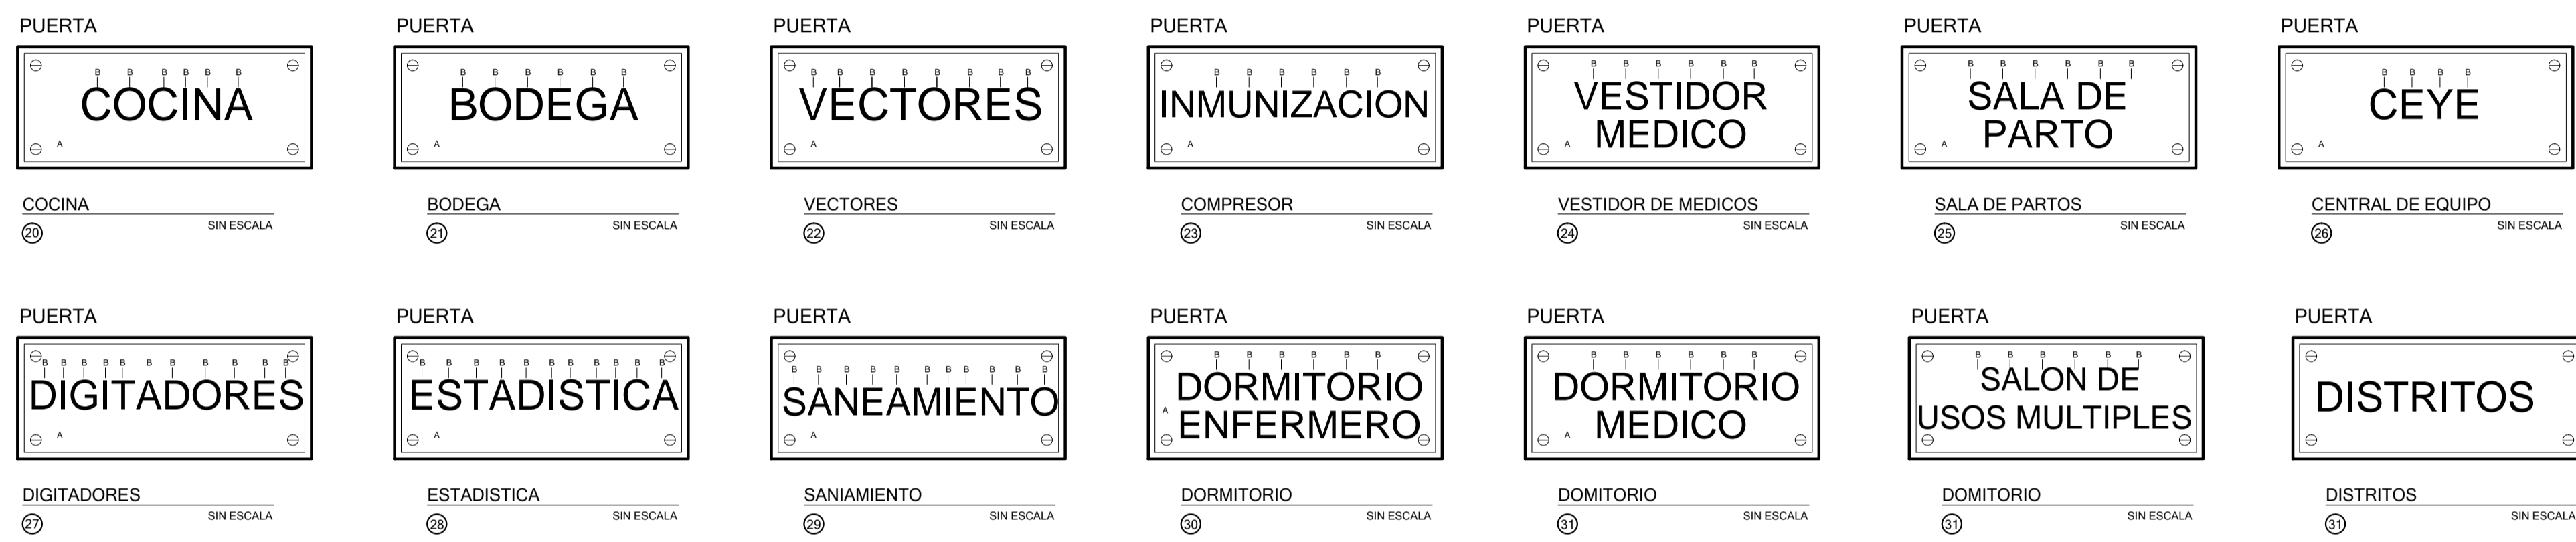 PUERTA
B B B B B B
COCINA
A
COCINA
20 SIN ESCALA
PUERTA
B B B B B B
BODEGA
A
BODEGA
21 SIN ESCALA
PUERTA
B B B B B B B B
VECTORES
A
VECTORES
22 SIN ESCALA
PUERTA
B B B B B B
INMUNIZACION
A
COMPRESOR
23 SIN ESCALA
PUERTA
B B B B B B
VESTIDOR
A MEDICO
VESTIDOR DE MEDICOS
24 SIN ESCALA
PUERTA
B B B B B B
SALA DE
A PARTO
SALA DE PARTOS
25 SIN ESCALA
PUERTA
B B B B
CEYE
A
CENTRAL DE EQUIPO
26 SIN ESCALA
PUERTA
B B B B B B B B B B B
DIGITADORES
A
DIGITADORES
27 SIN ESCALA
PUERTA
B B B B B B B B B B
ESTADISTICA
A
ESTADISTICA
28 SIN ESCALA
PUERTA
B B B B B B B B B B B
SANEAMIENTO
A
SANIAMIENTO
29 SIN ESCALA
PUERTA
B B B B B B
DORMITORIO
A
ENFERMERO
DORMITORIO
30 SIN ESCALA
PUERTA
B B B B B B
DORMITORIO
A MEDICO
DOMITORIO
31 SIN ESCALA
PUERTA
B B B B B B
SALON DE
USOS MULTIPLES
DOMITORIO
31 SIN ESCALA
PUERTA
DISTRITOS
DISTRITOS
31 SIN ESCALA